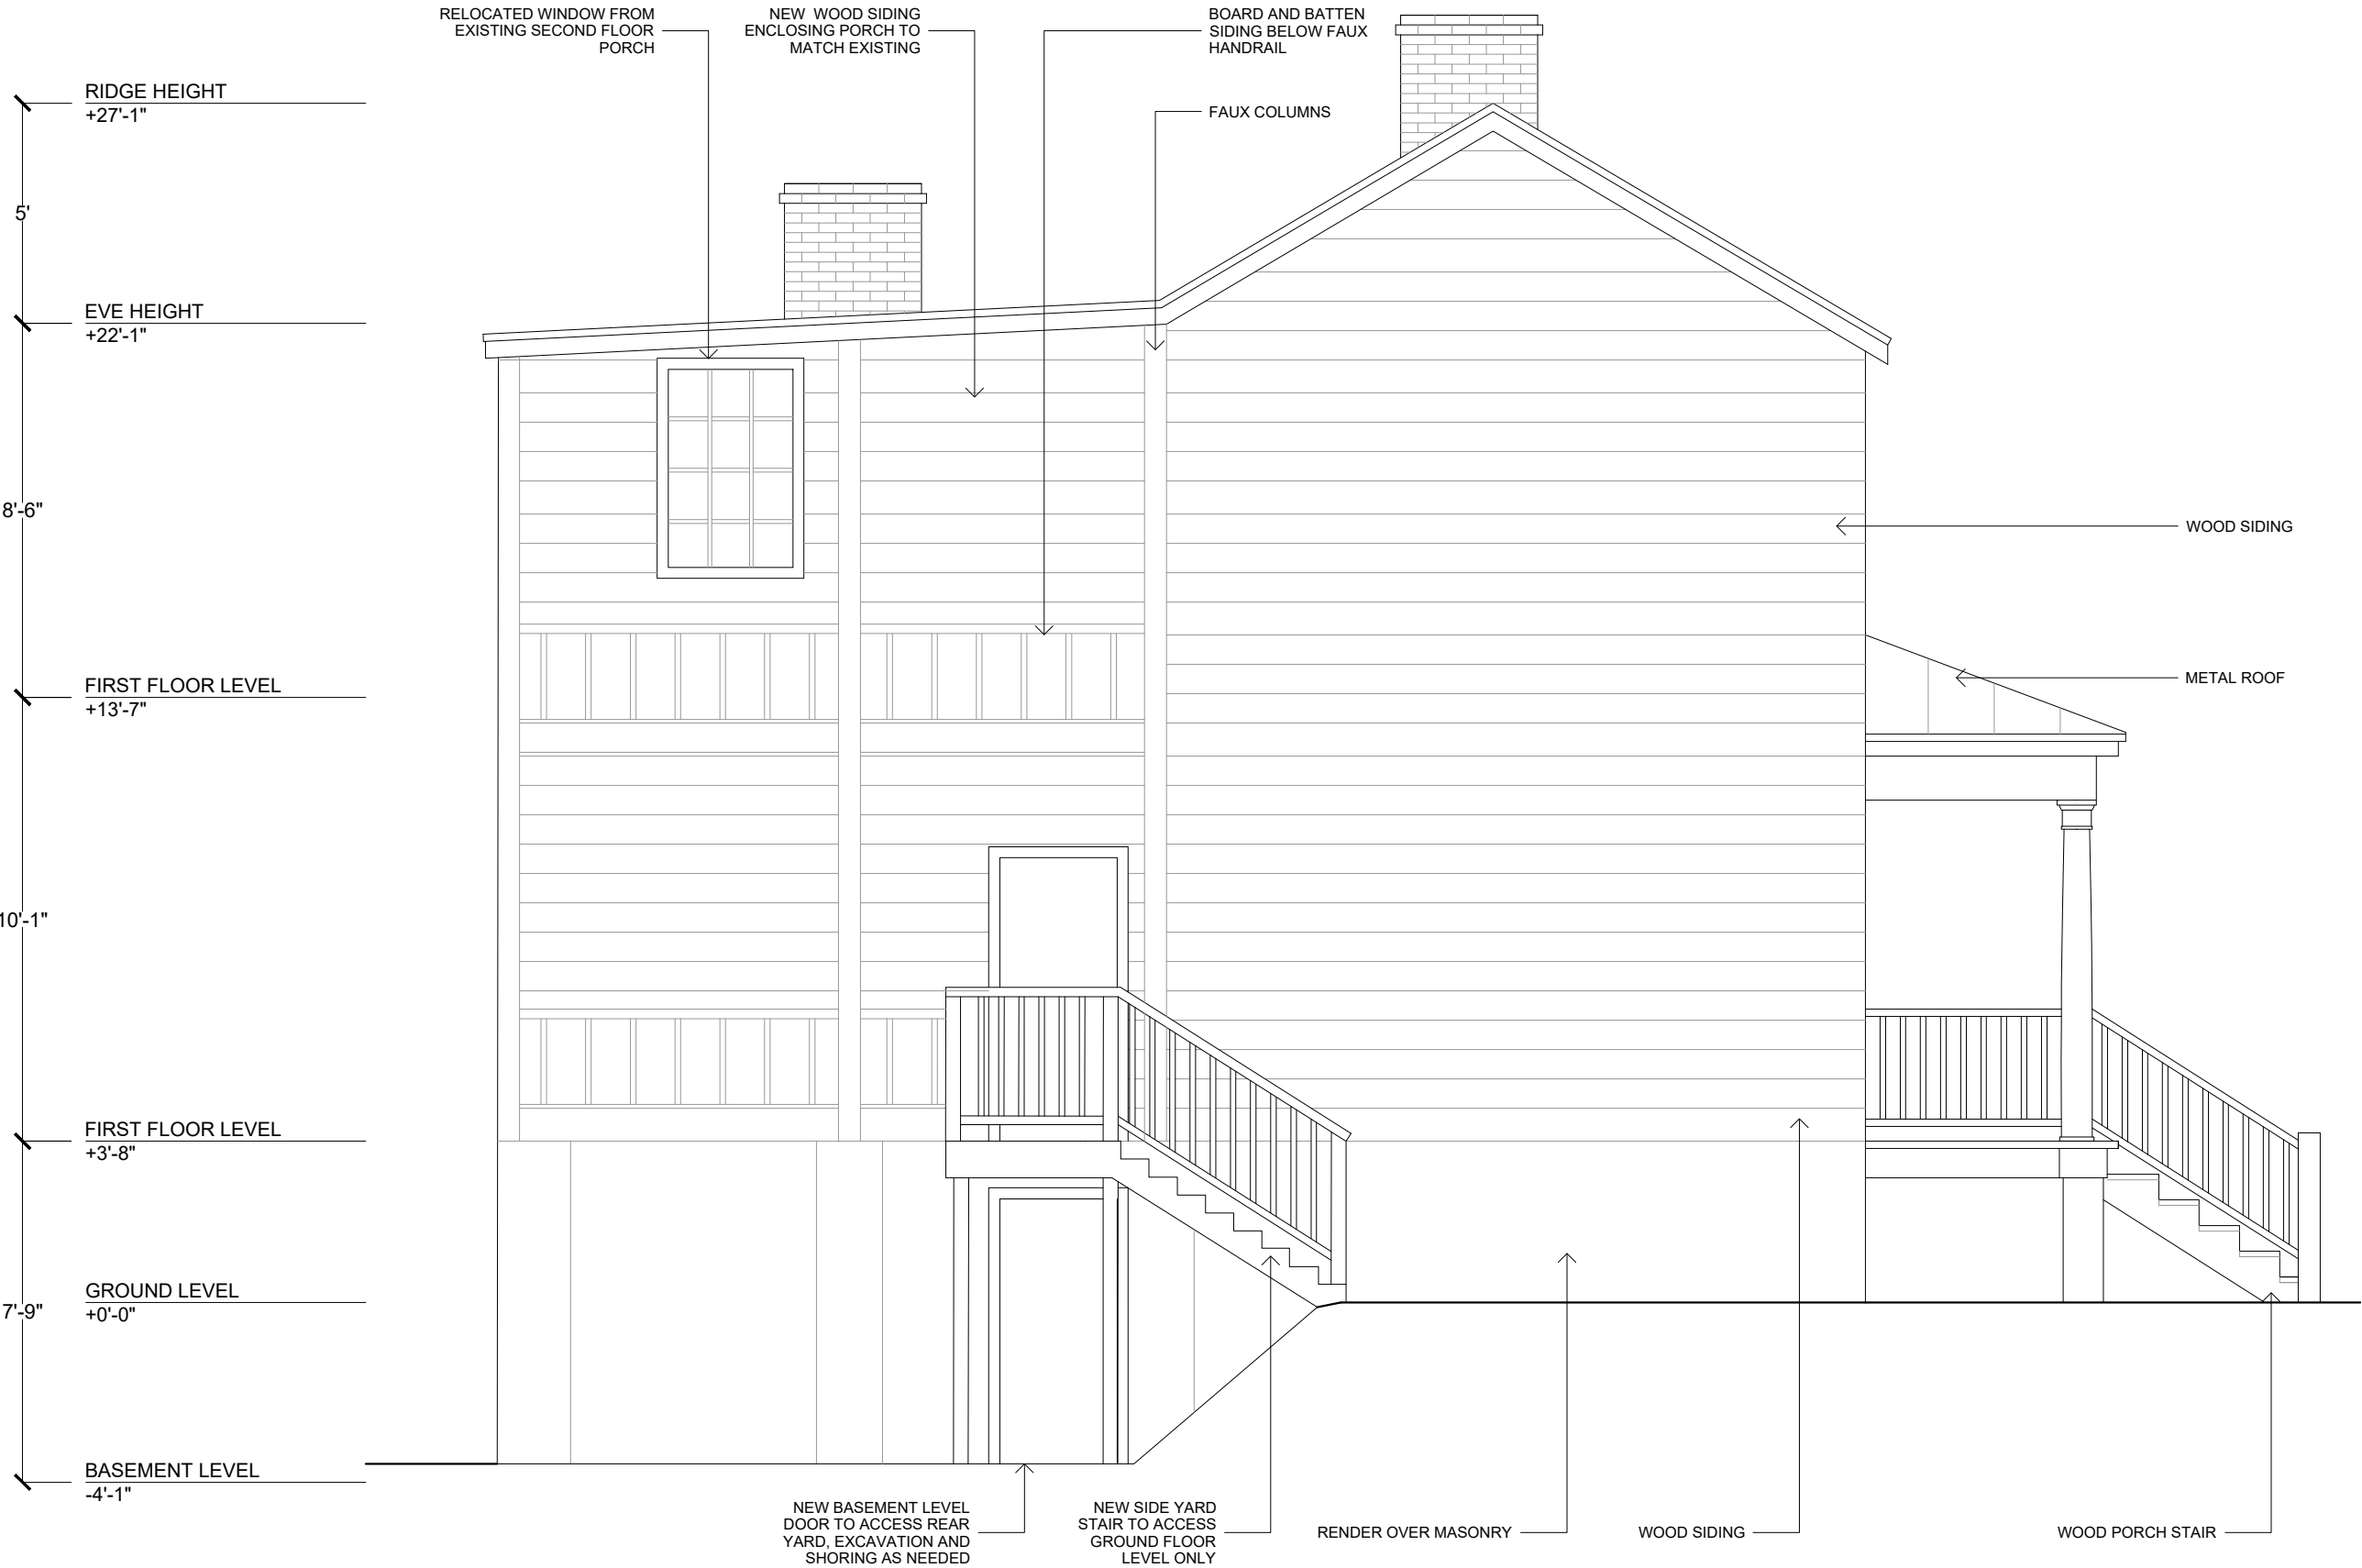 RELOCATED WINDOW FROM
EXISTING SECOND FLOOR
PORCH
NEW WOOD SIDING
ENCLOSING PORCH TO
MATCH EXISTING
BOARD AND BATTEN
SIDING BELOW FAUX
HANDRAIL
FAUX COLUMNS
RIDGE HEIGHT
+27'-1"
5'
EVE HEIGHT
+22'-1"
8'-6"
WOOD SIDING
METAL ROOF
FIRST FLOOR LEVEL
+13'-7"
10'-1"
FIRST FLOOR LEVEL
+3'-8"
GROUND LEVEL
+0'-0"
7'-9"
BASEMENT LEVEL
-4'-1"
NEW BASEMENT LEVEL
DOOR TO ACCESS REAR
YARD, EXCAVATION AND
SHORING AS NEEDED
NEW SIDE YARD
STAIR TO ACCESS
GROUND FLOOR
LEVEL ONLY
RENDER OVER MASONRY
WOOD SIDING
WOOD PORCH STAIR